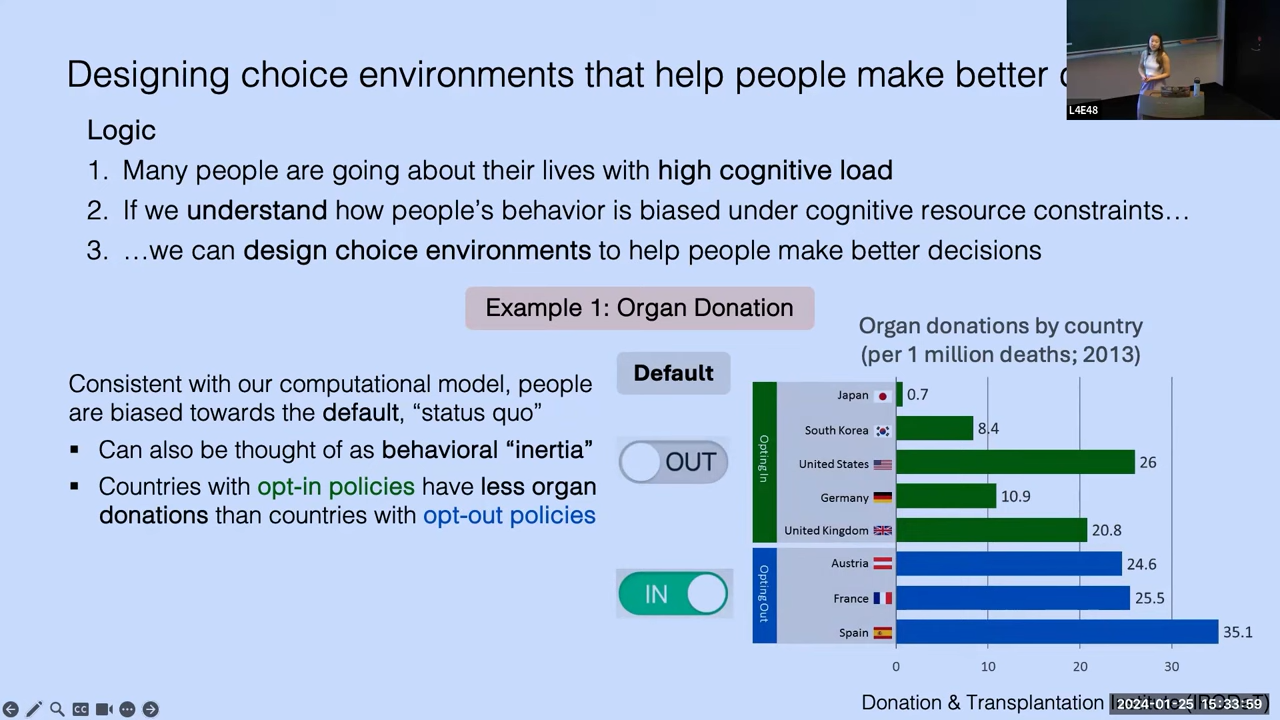 Designing choice environments that help people make better
L4E48
Logic
1. Many people are going about their lives with high cognitive load
2. If we understand how people's behavior is biased under cognitive resource constraints…
3. …we can design choice environments to help people make better decisions
Example 1: Organ Donation
Consistent with our computational model, people
are biased towards the default, “status quo”
▪ Can also be thought of as behavioral “inertia”
▪ Countries with opt-in policies have less organ
donations than countries with opt-out policies
Default
OUT
IN
Organ donations by country
(per 1 million deaths; 2013)
Opting In
Japan 0.7
South Korea 8.4
United States 26
Germany 10.9
United Kingdom 20.8
Opting Out
Austria 24.6
France 25.5
Spain 35.1
0 10 20 30
Donation & Transplantation
2024-01-25 15:33:59
CC